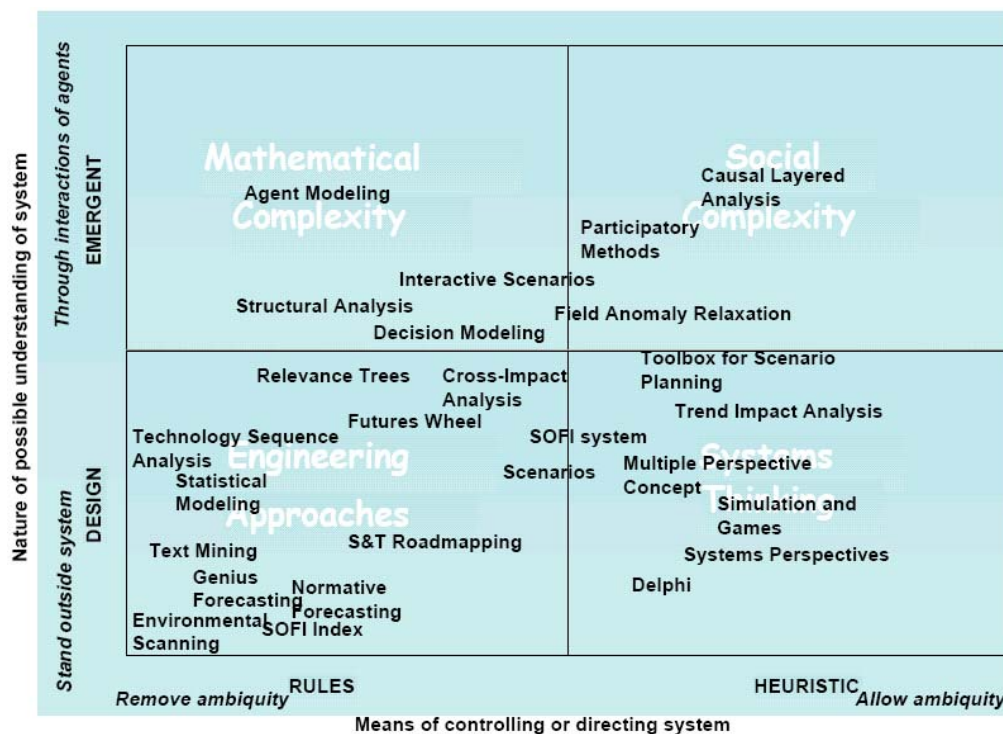 Nature of possible understanding of system
Through interactions of agents
EMERGENT
Stand outside system
DESIGN
Mathematical
Complexity
Agent Modeling
Interactive Scenarios
Structural Analysis
Decision Modeling
Social
Complexity
Causal Layered
Analysis
Participatory
Methods
Field Anomaly Relaxation
Engineering
Approaches
Relevance Trees
Cross-Impact
Analysis
Futures Wheel
Technology Sequence
Analysis
Statistical
Modeling
Scenarios
S&T Roadmapping
Text Mining
Genius
Forecasting
Normative
Forecasting
Environmental
Scanning
SOFI Index
Systems
Thinking
Toolbox for Scenario
Planning
Trend Impact Analysis
SOFI system
Multiple Perspective
Concept
Simulation and
Games
Systems Perspectives
Delphi
RULES
Remove ambiquity
HEURISTIC
Allow ambiquity
Means of controlling or directing system